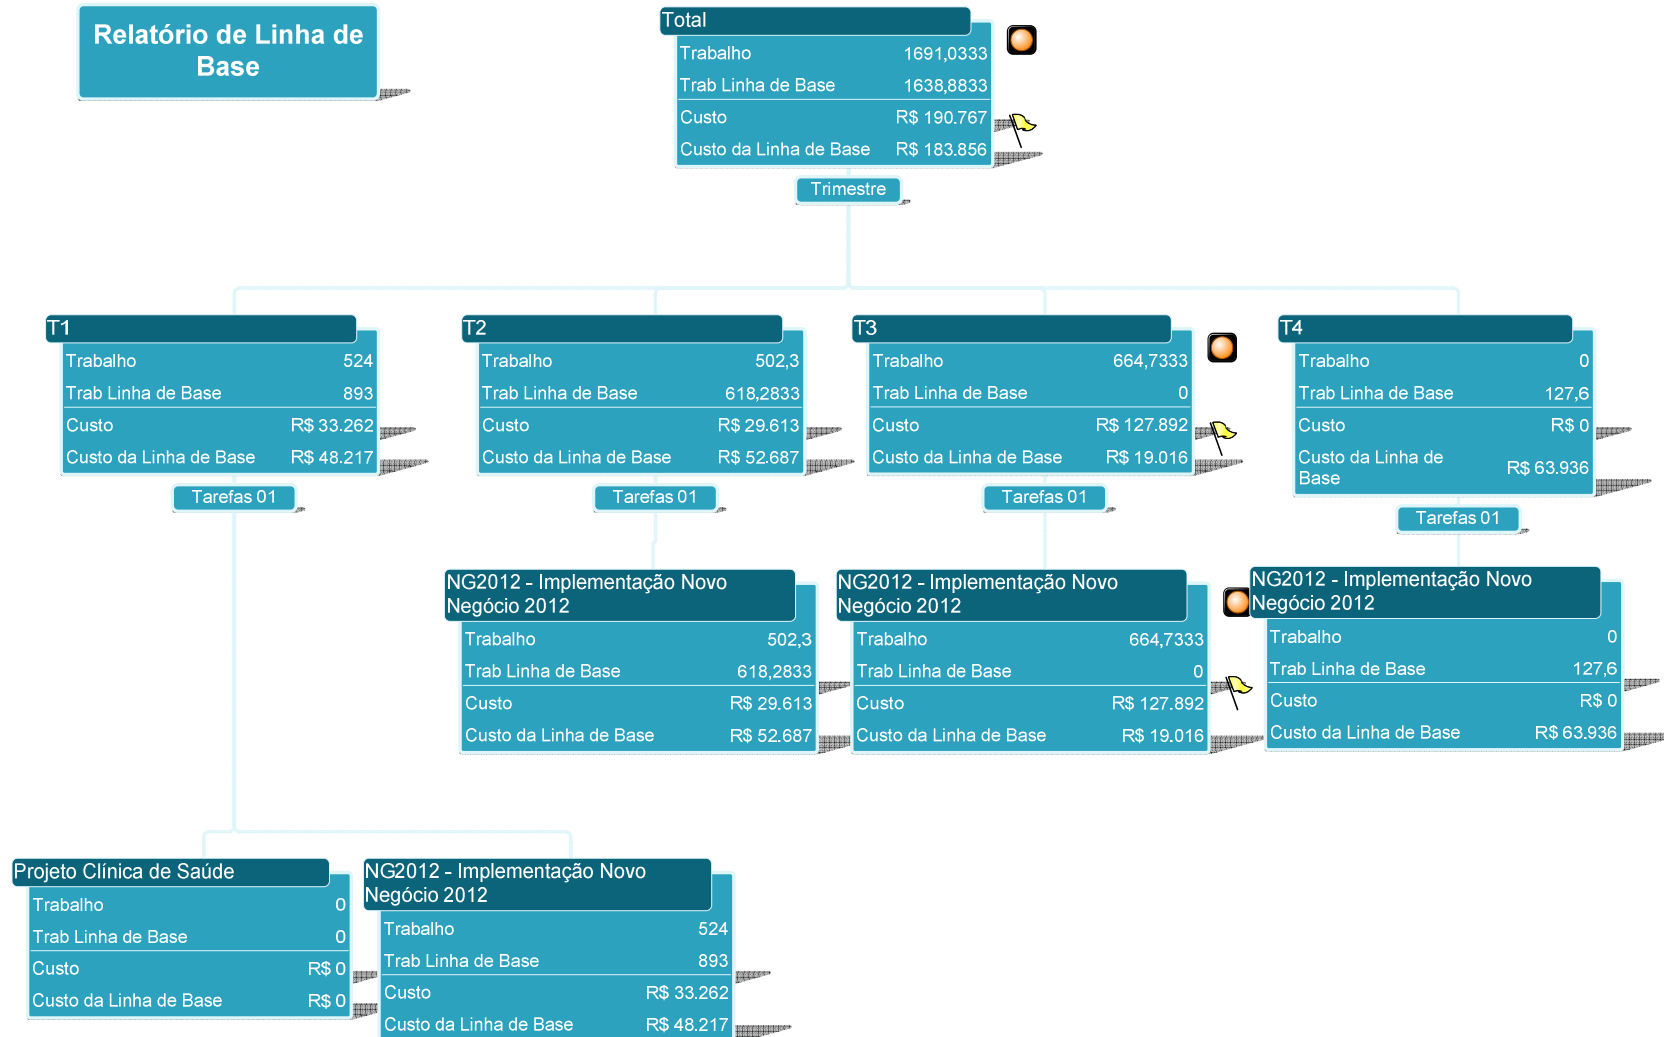 Relatório de Linha de
Base
Total
Trabalho 1691,0333
Trab Linha de Base 1638,8833
Custo R$ 190.767
Custo da Linha de Base R$ 183.856
Trimestre
T1
Trabalho 524
Trab Linha de Base 893
Custo R$ 33.262
Custo da Linha de Base R$ 48.217
Tarefas 01
T2
Trabalho 502,3
Trab Linha de Base 618,2833
Custo R$ 29.613
Custo da Linha de Base R$ 52.687
Tarefas 01
T3
Trabalho 664,7333
Trab Linha de Base 0
Custo R$ 127.892
Custo da Linha de Base R$ 19.016
Tarefas 01
T4
Trabalho 0
Trab Linha de Base 127,6
Custo R$ 0
Custo da Linha de
Base R$ 63.936
Tarefas 01
NG2012 - Implementação Novo
Negócio 2012
Trabalho 502,3
Trab Linha de Base 618,2833
Custo R$ 29.613
Custo da Linha de Base R$ 52.687
NG2012 - Implementação Novo
Negócio 2012
Trabalho 664,7333
Trab Linha de Base 0
Custo R$ 127.892
Custo da Linha de Base R$ 19.016
NG2012 - Implementação Novo
Negócio 2012
Trabalho 0
Trab Linha de Base 127,6
Custo R$ 0
Custo da Linha de Base R$ 63.936
Projeto Clínica de Saúde
Trabalho 0
Trab Linha de Base 0
Custo R$ 0
Custo da Linha de Base R$ 0
NG2012 - Implementação Novo
Negócio 2012
Trabalho 524
Trab Linha de Base 893
Custo R$ 33.262
Custo da Linha de Base R$ 48.217